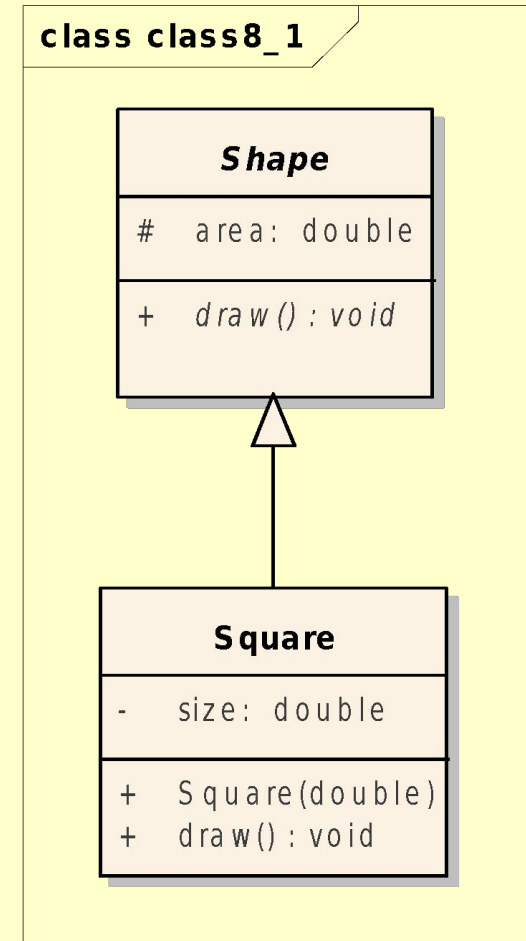 class class8_1
Shape
# area: double
+ draw() : void
Square
- size: double
+ Square(double)
+ draw() : void